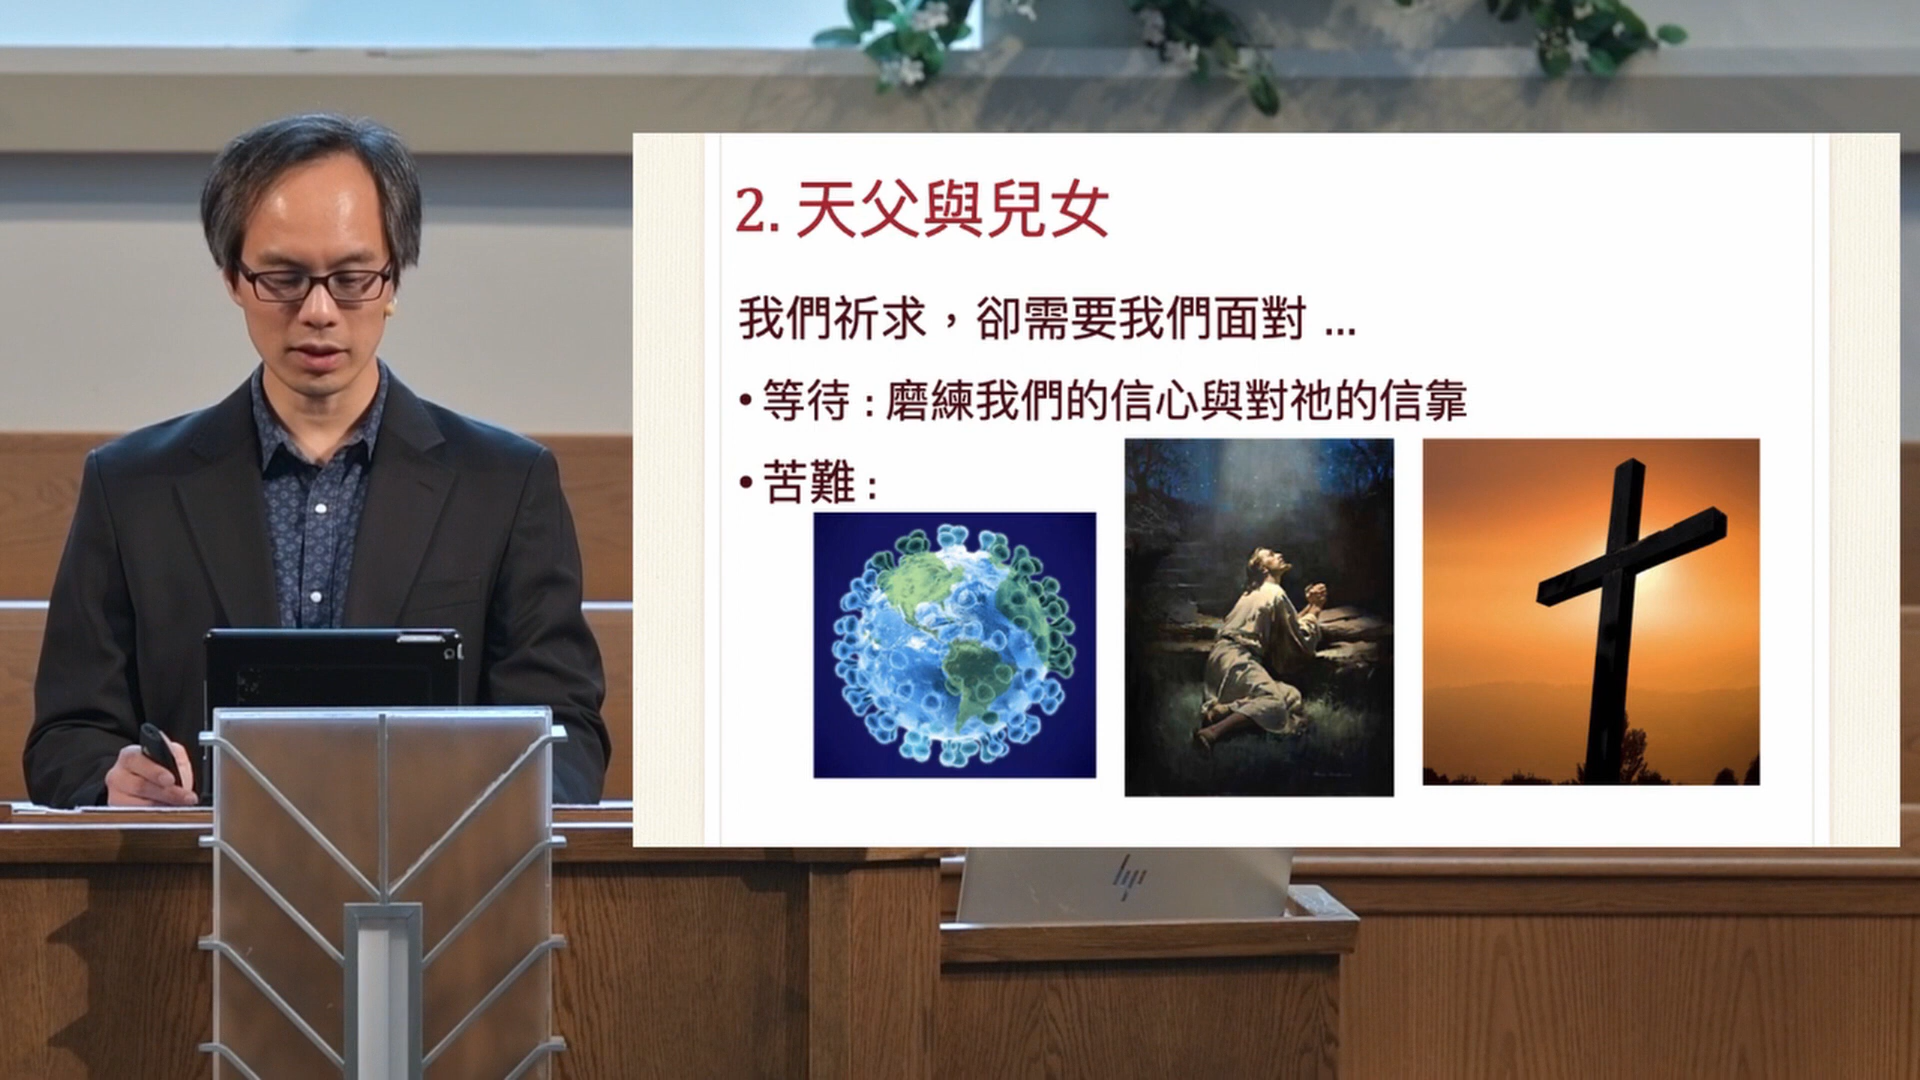 2. 天父與兒女
我們祈求，卻需要我們面對 ...
• 等待 : 磨練我們的信心與對祂的信靠
• 苦難 :
hp